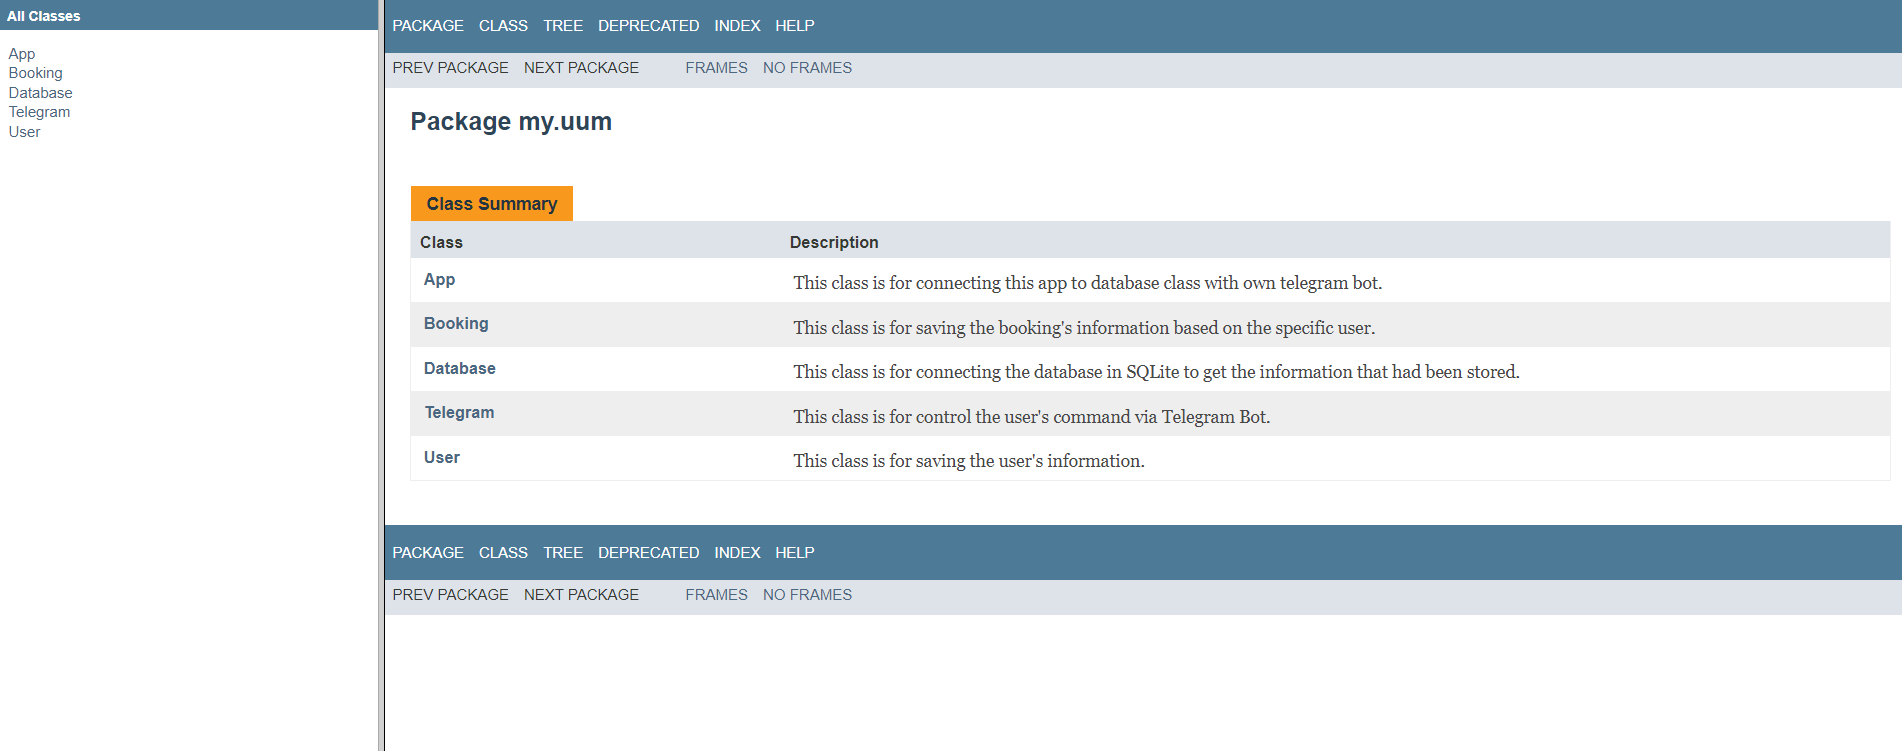 All Classes
App
Booking
Database
Telegram
User
PACKAGE CLASS TREE DEPRECATED INDEX HELP
PREV PACKAGE NEXT PACKAGE FRAMES NO FRAMES
Package my.uum
Class Summary
Class Description
App This class is for connecting this app to database class with own telegram bot.
Booking This class is for saving the booking's information based on the specific user.
Database This class is for connecting the database in SQLite to get the information that had been stored.
Telegram This class is for control the user's command via Telegram Bot.
User This class is for saving the user's information.
PACKAGE CLASS TREE DEPRECATED INDEX HELP
PREV PACKAGE NEXT PACKAGE FRAMES NO FRAMES